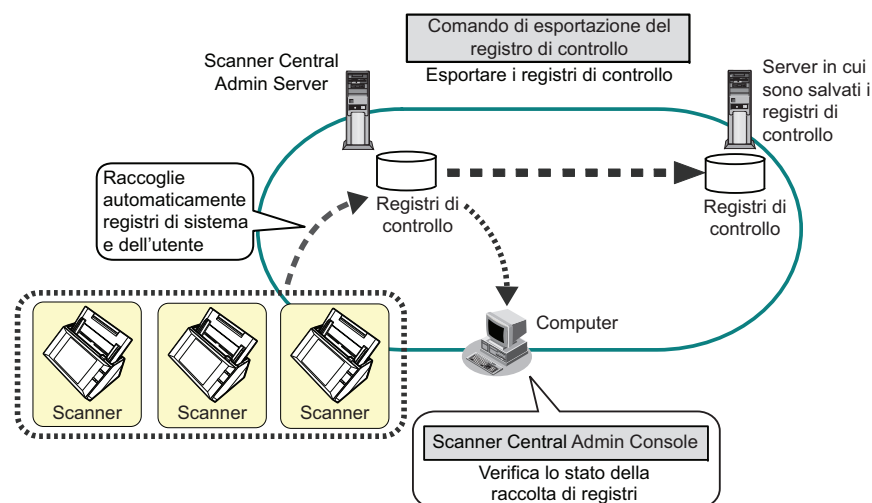 Comando di esportazione del
registro di controllo
Esportare i registri di controllo
Scanner Central
Admin Server
Server in cui
sono salvati i
registri di
controllo
Raccoglie
automaticamente
registri di sistema
e dell'utente
Registri di
controllo
Registri di
controllo
Computer
Scanner
Scanner
Scanner
Scanner Central Admin Console
Verifica lo stato della
raccolta di registri